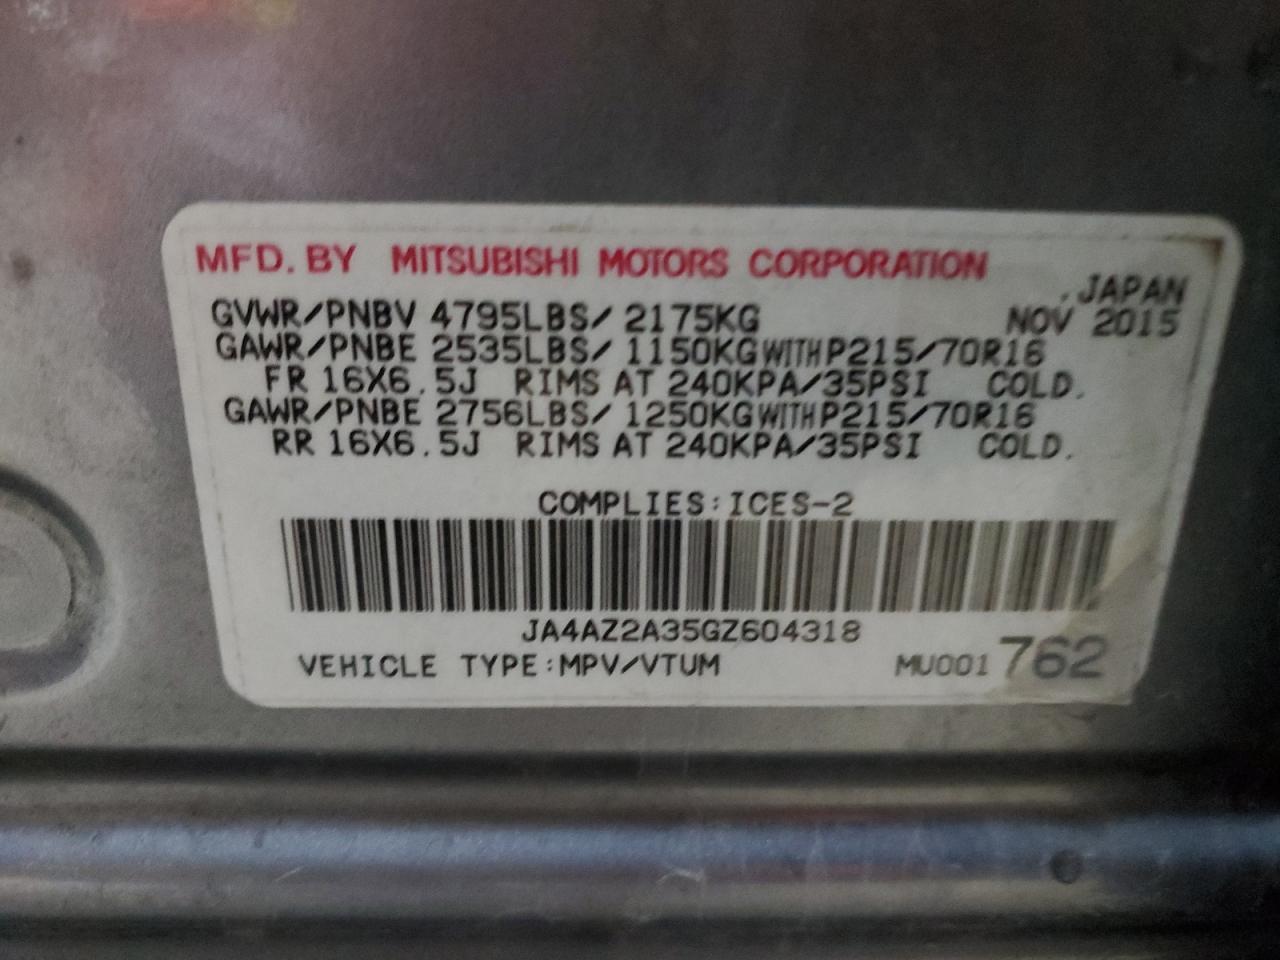 MFD. BY MITSUBISHI MOTORS CORPORATION
JAPAN
GVWR/PNBV 4795LBS/ 2175KG NOV 2015
GAWR/PNBE 2535LBS/ 1150KG WITH P215/70R16
FR 16X6.5J RIMS AT 240KPA/35PSI COLD.
GAWR/PNBE 2756LBS/ 1250KG WITH P215/70R16
RR 16X6.5J RIMS AT 240KPA/35PSI COLD.
COMPLIES:ICES-2
JA4AZ2A35GZ604318
VEHICLE TYPE:MPV/VTUM MU001 762